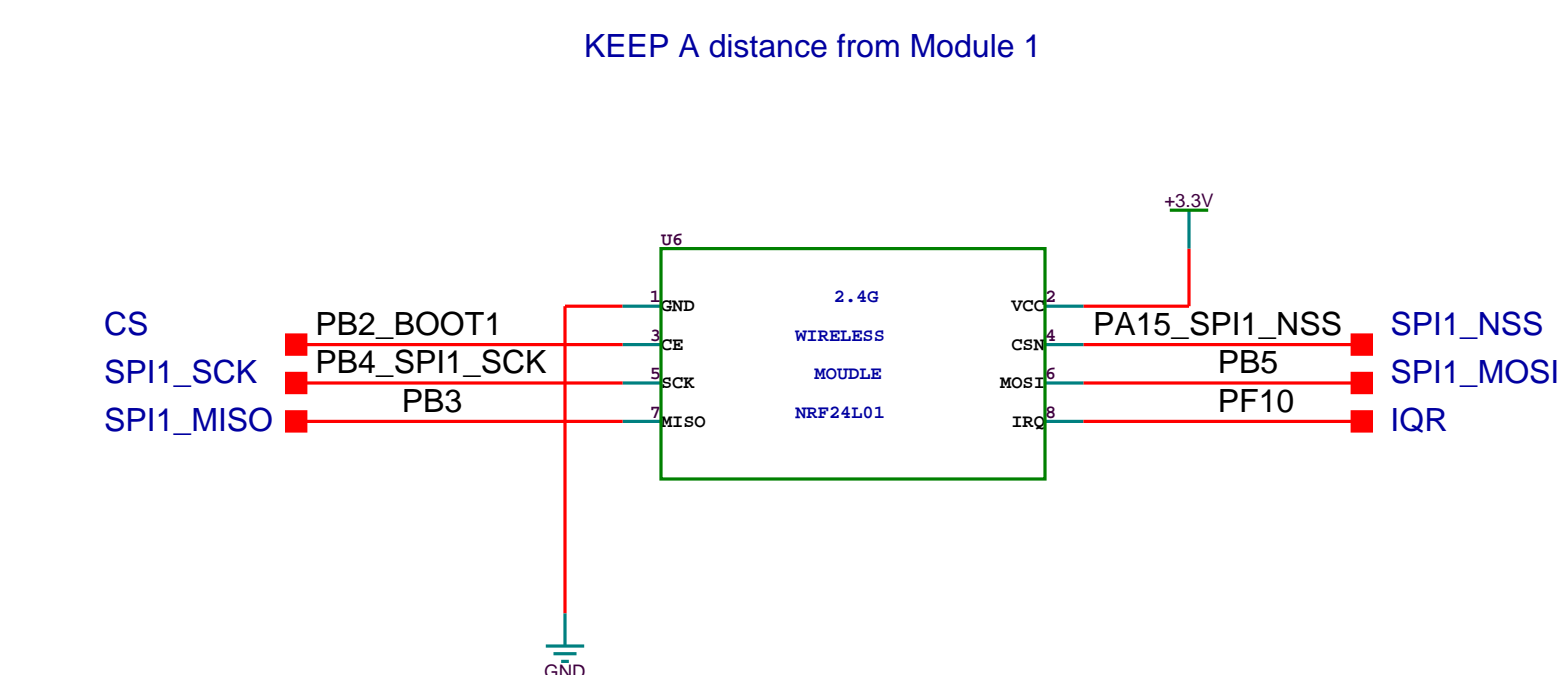 KEEP A distance from Module 1
+3.3V
U6
1 GND 2.4G VCC 2
CS PB2_BOOT1 3 CE WIRELESS CSN 4 PA15_SPI1_NSS SPI1_NSS
SPI1_SCK PB4_SPI1_SCK 5 SCK MOUDLE MOSI 6 PB5 SPI1_MOSI
SPI1_MISO PB3 7 MISO NRF24L01 IRQ 8 PF10 IQR
GND